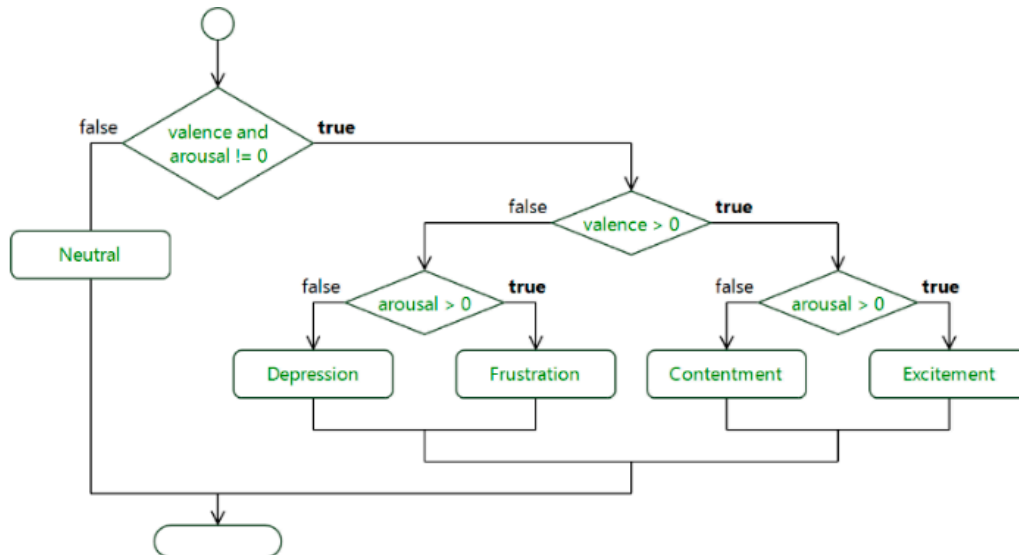 false
true
valence and
arousal != 0
false
true
valence > 0
Neutral
false
true
arousal > 0
false
true
arousal > 0
Depression
Frustration
Contentment
Excitement